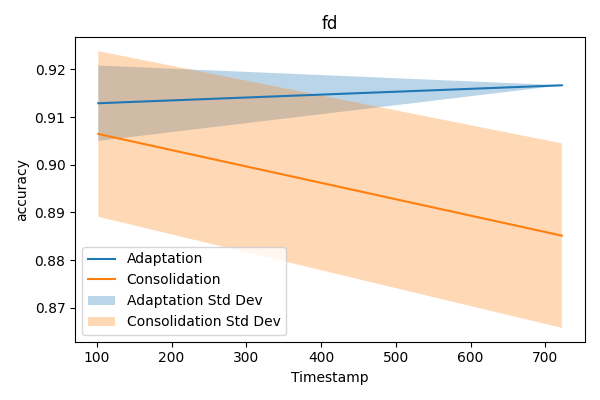 fd
accuracy
0.92
0.91
0.90
0.89
0.88
0.87
Adaptation
Consolidation
Adaptation Std Dev
Consolidation Std Dev
100 200 300 400 500 600 700
Timestamp